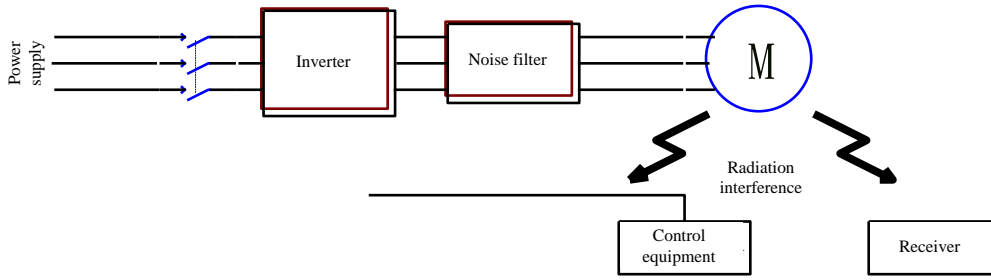 Power
supply
Inverter
Noise filter
M
Radiation
interference
Control
equipment
Receiver